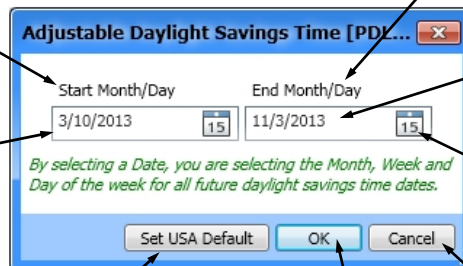 Adjustable Daylight Savings Time [PDL...
Start Month/Day End Month/Day
3/10/2013 15 11/3/2013 15
By selecting a Date, you are selecting the Month, Week and
Day of the week for all future daylight savings time dates.
Set USA Default OK Cancel